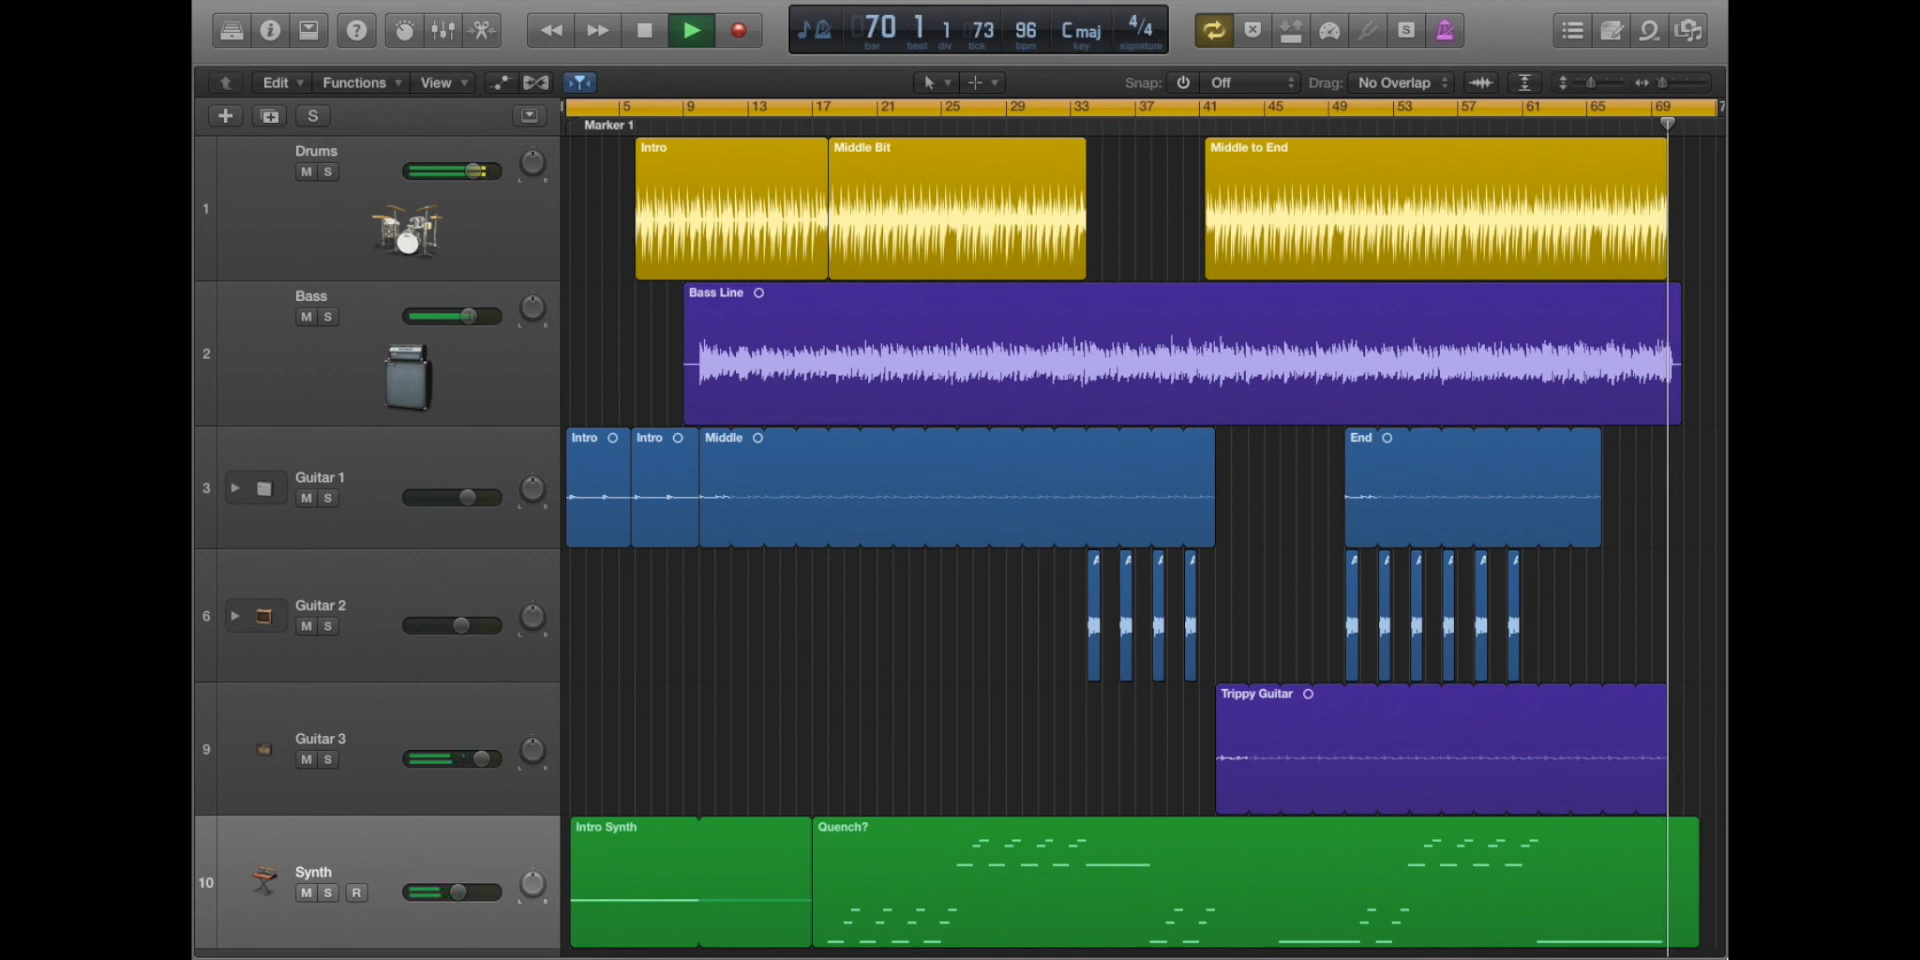 70 1 1 73 96 C maj 4/4
bar beat div tick bpm key signature
S
Edit Functions View Snap: Off Drag: No Overlap
S
5 9 13 17 21 25 29 33 37 41 45 49 53 57 61 65 69 7
Marker 1
1
Drums
M S
L R
Intro
Middle Bit
Middle to End
2
Bass
M S
L R
Bass Line
3
Guitar 1
M S
L R
Intro
Intro
Middle
End
6
Guitar 2
M S
L R
A A A A A A A A A A
9
Guitar 3
M S
L R
Trippy Guitar
10
Synth
M S R
L R
Intro Synth
Quench?